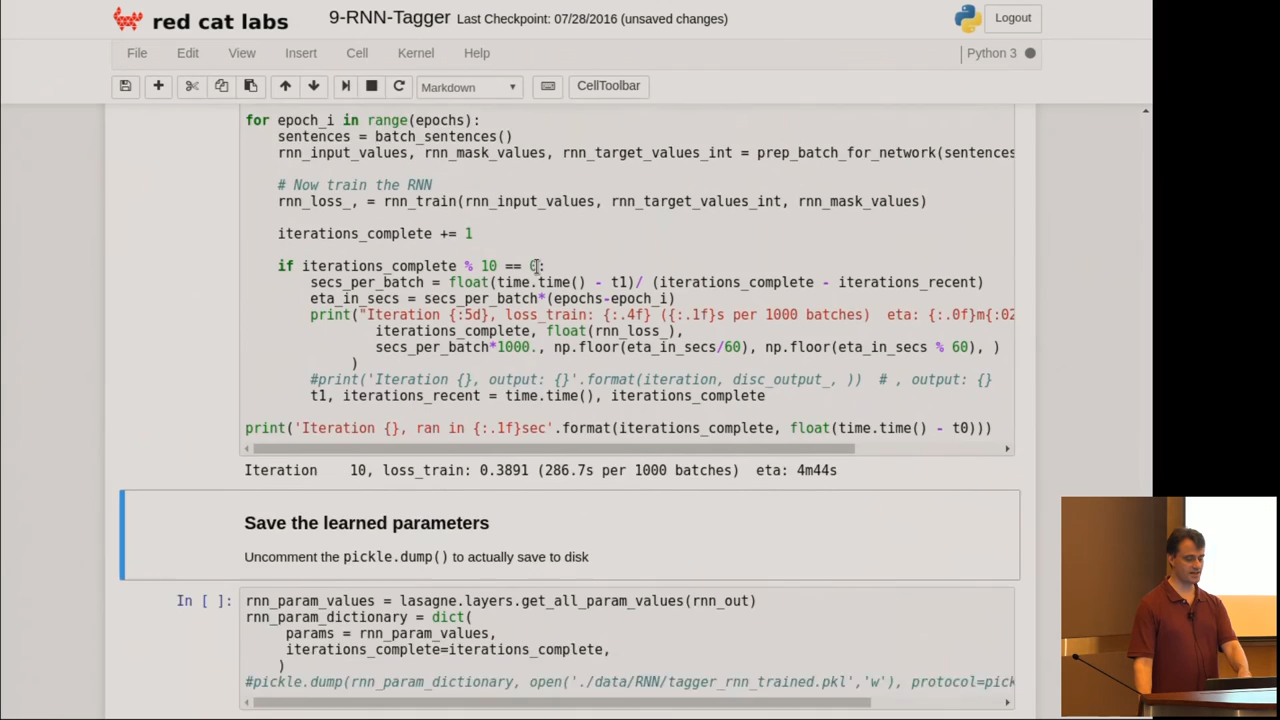 red cat labs 9-RNN-Tagger Last Checkpoint: 07/28/2016 (unsaved changes) Logout
File Edit View Insert Cell Kernel Help Python 3
Markdown CellToolbar
for epoch_i in range(epochs):
    sentences = batch_sentences()
    rnn_input_values, rnn_mask_values, rnn_target_values_int = prep_batch_for_network(sentences
    # Now train the RNN
    rnn_loss_, = rnn_train(rnn_input_values, rnn_target_values_int, rnn_mask_values)
    iterations_complete += 1
    if iterations_complete % 10 == 0:
        secs_per_batch = float(time.time() - t1)/ (iterations_complete - iterations_recent)
        eta_in_secs = secs_per_batch*(epochs-epoch_i)
        print("Iteration {:5d}, loss_train: {:.4f} ({:.1f}s per 1000 batches)  eta: {:.0f}m{:02
                iterations_complete, float(rnn_loss_),
                secs_per_batch*1000., np.floor(eta_in_secs/60), np.floor(eta_in_secs % 60), )
             )
        #print('Iteration {}, output: {}'.format(iteration, disc_output_, ))  # , output: {}
        t1, iterations_recent = time.time(), iterations_complete
print('Iteration {}, ran in {:.1f}sec'.format(iterations_complete, float(time.time() - t0)))
Iteration    10, loss_train: 0.3891 (286.7s per 1000 batches)  eta: 4m44s
Save the learned parameters
Uncomment the pickle.dump() to actually save to disk
In [ ]: rnn_param_values = lasagne.layers.get_all_param_values(rnn_out)
rnn_param_dictionary = dict(
     params = rnn_param_values,
     iterations_complete=iterations_complete,
    )
#pickle.dump(rnn_param_dictionary, open('./data/RNN/tagger_rnn_trained.pkl','w'), protocol=pick